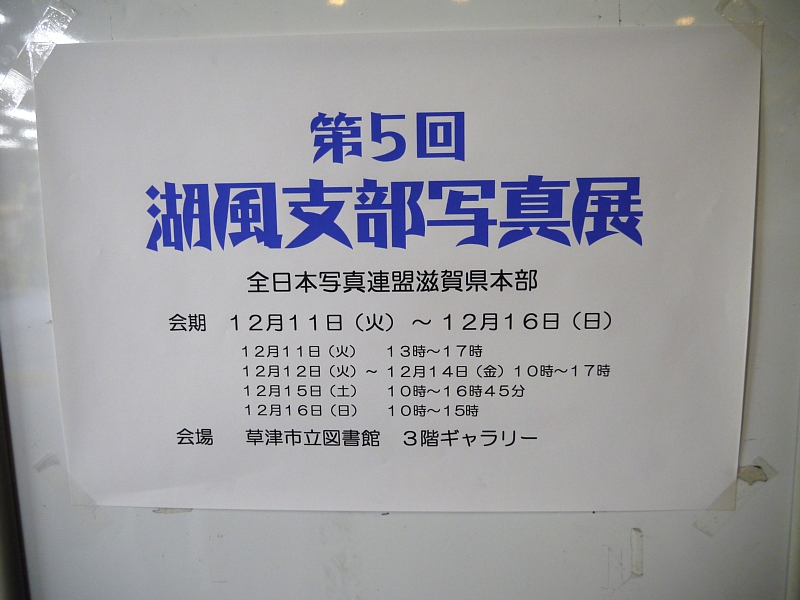 第５回
湖風支部写真展
全日本写真連盟滋賀県本部
会期　１２月１１日（火）　～　１２月１６日（日）
１２月１１日（火）　１３時～１７時
１２月１２日（火）～１２月１４日（金）１０時～１７時
１２月１５日（土）　１０時～１６時４５分
１２月１６日（日）　１０時～１５時
会場　草津市立図書館　３階ギャラリー